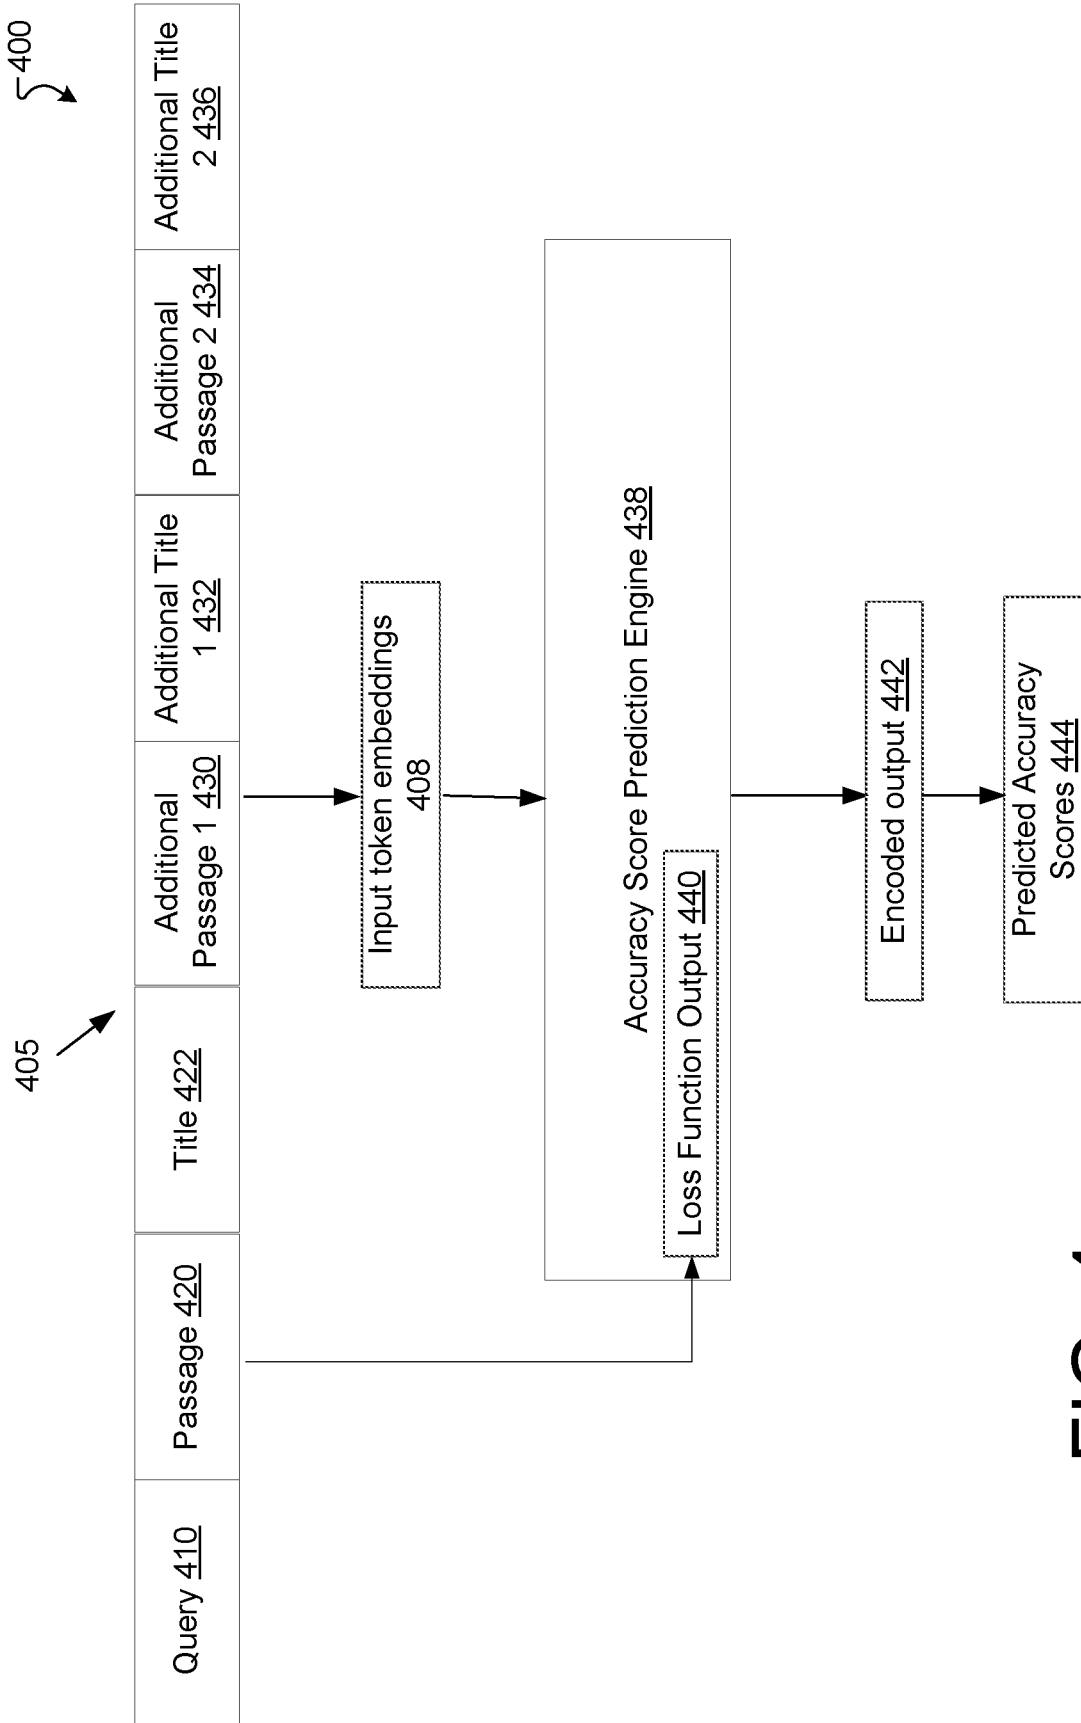 400
405
Query 410
Passage 420
Title 422
Additional
Passage 1 430
Additional Title
1 432
Additional
Passage 2 434
Additional Title
2 436
Input token embeddings
408
Accuracy Score Prediction Engine 438
Loss Function Output 440
Encoded output 442
Predicted Accuracy
Scores 444